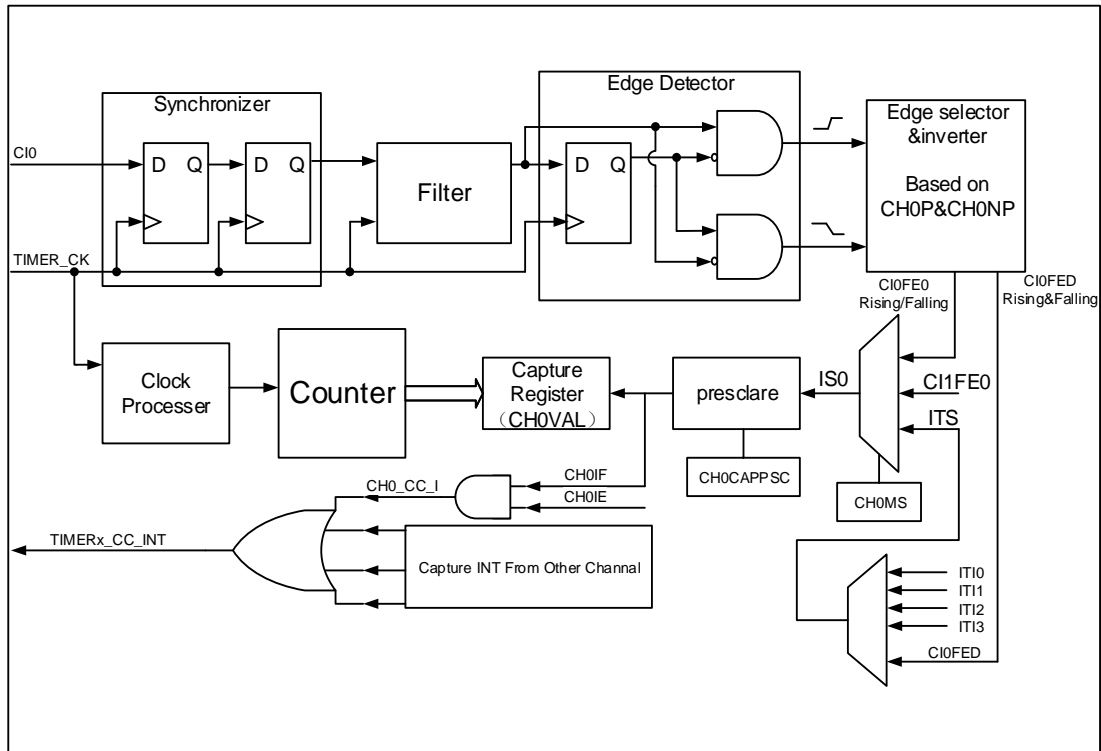 Synchronizer
Edge Detector
Edge selector
&inverter
Based on
CH0P&CH0NP
CI0
D Q
D Q
Filter
D Q
TIMER_CK
CI0FE0
Rising/Falling
CI0FED
Rising&Falling
Clock
Processer
Counter
Capture
Register
（CH0VAL）
presclare
IS0
CI1FE0
ITS
CH0CAPPSC
CH0MS
CH0_CC_I
CH0IF
CH0IE
TIMERx_CC_INT
Capture INT From Other Channel
ITI0
ITI1
ITI2
ITI3
CI0FED